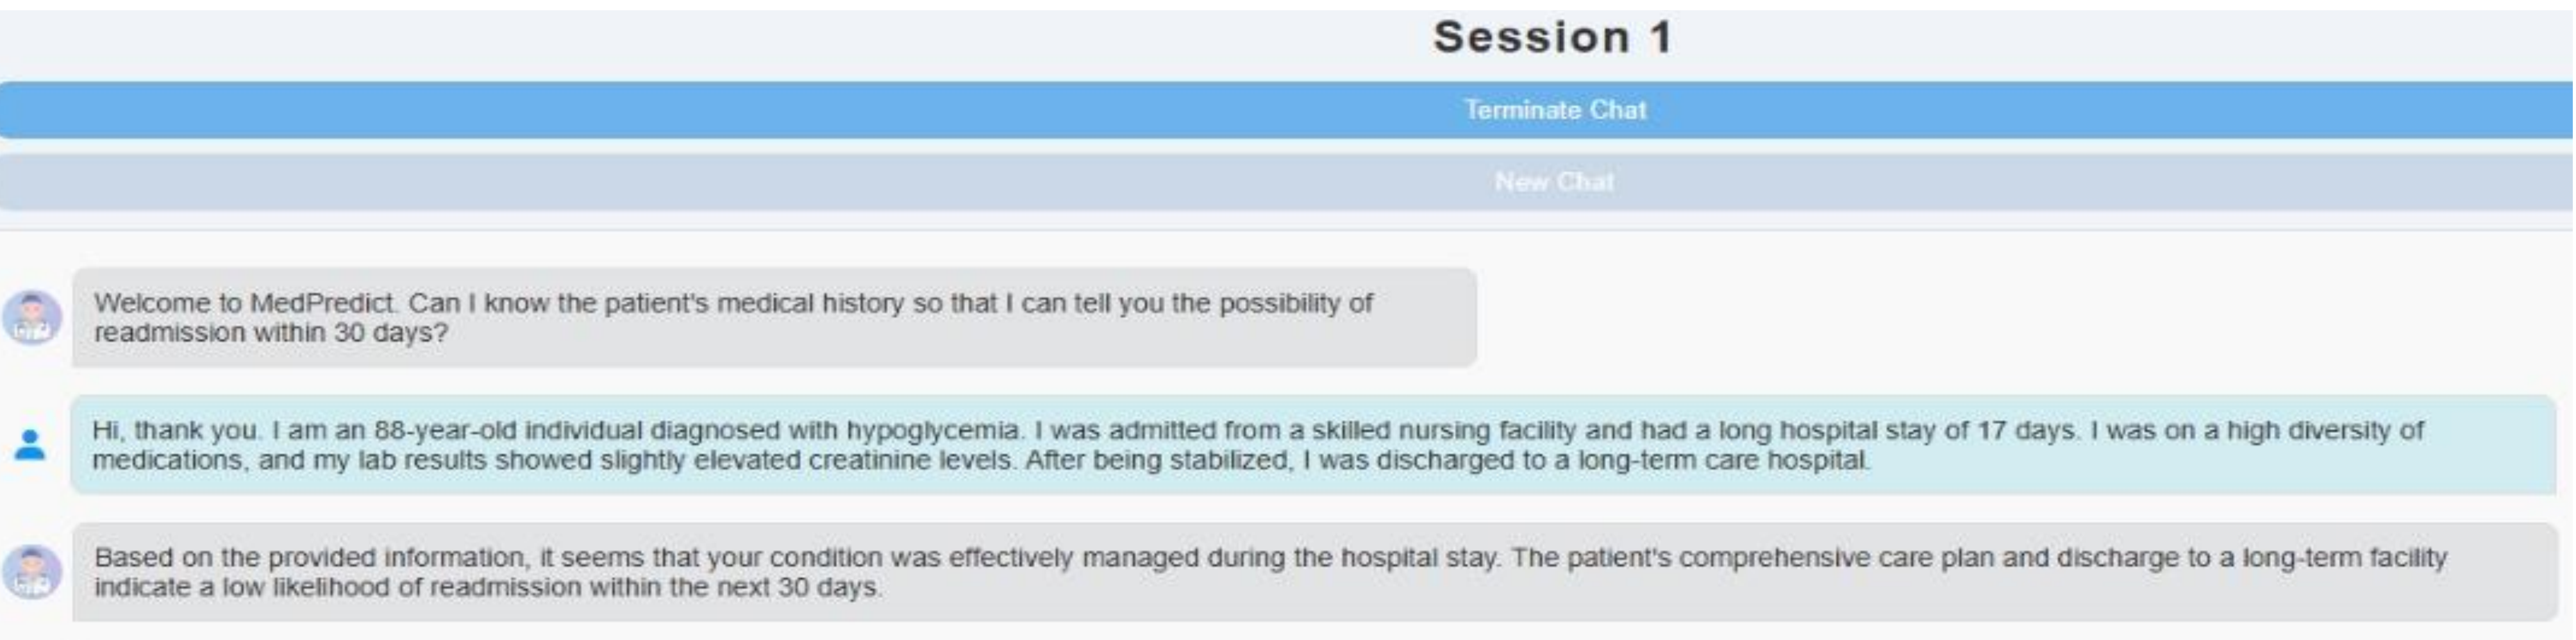 Session 1
Terminate Chat
New Chat
Welcome to MedPredict. Can I know the patient's medical history so that I can tell you the possibility of
readmission within 30 days?
Hi, thank you. I am an 88-year-old individual diagnosed with hypoglycemia. I was admitted from a skilled nursing facility and had a long hospital stay of 17 days. I was on a high diversity of
medications, and my lab results showed slightly elevated creatinine levels. After being stabilized, I was discharged to a long-term care hospital.
Based on the provided information, it seems that your condition was effectively managed during the hospital stay. The patient's comprehensive care plan and discharge to a long-term facility
indicate a low likelihood of readmission within the next 30 days.